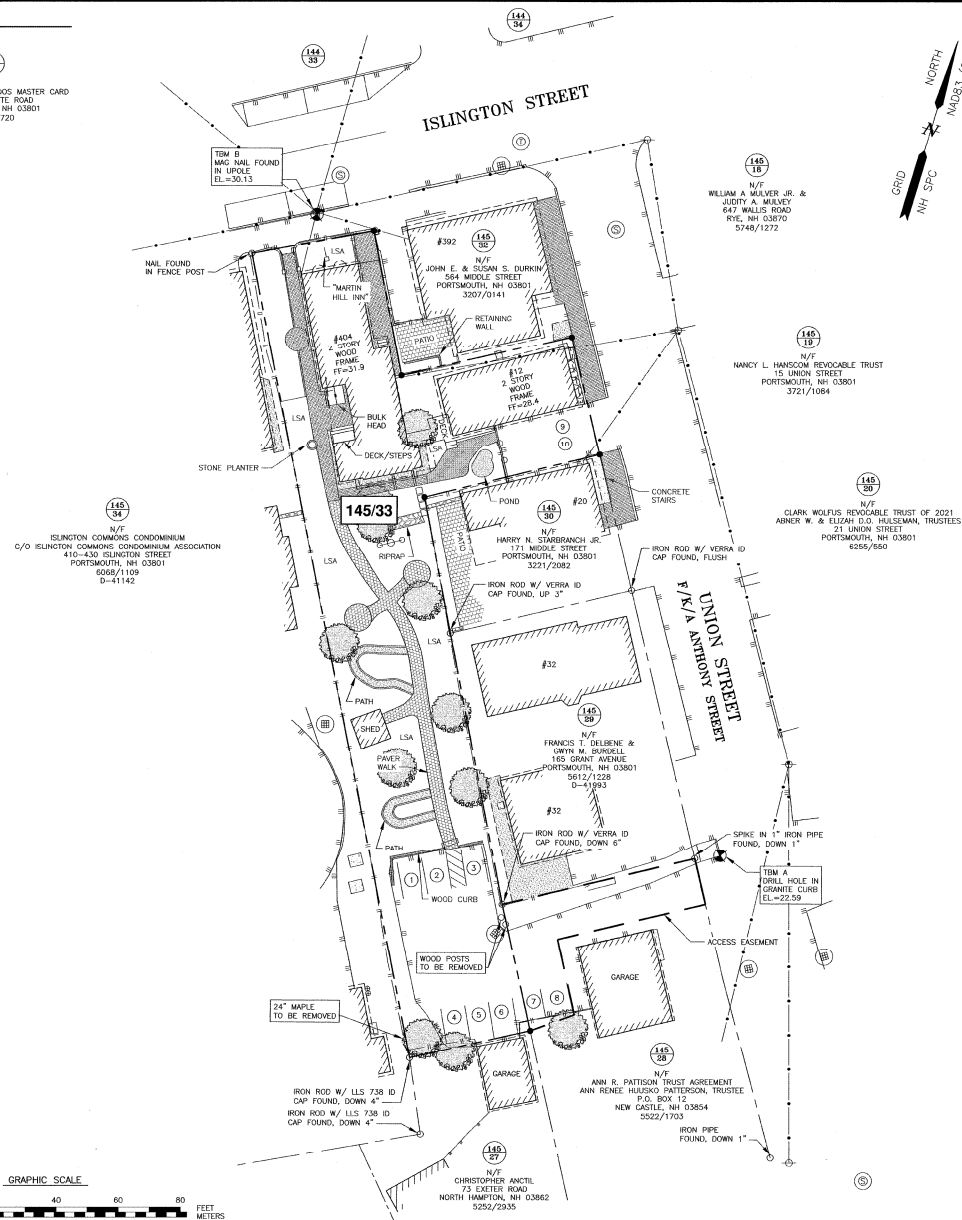 144
34
144
33
DOS MASTER CARD
TE ROAD
NH 03801
720
ISLINGTON STREET
NORTH
NAD83
N
GRID
NH SPC
TBM B
MAG NAIL FOUND
IN UPOLE
EL.=30.13
T
S
S
145
18
N/F
WILLIAM A MULVER JR. &
JUDITY A. MULVEY
647 WALLIS ROAD
RYE, NH 03870
5748/1272
NAIL FOUND
IN FENCE POST
LSA
"MARTIN
HILL INN"
#392
145
32
N/F
JOHN E. & SUSAN S. DURKIN
564 MIDDLE STREET
PORTSMOUTH, NH 03801
3207/0141
RETAINING
WALL
PATIO
#404
2 STORY
WOOD
FRAME
FF=31.9
#12
2 STORY
WOOD
FRAME
FF=28.4
145
19
N/F
NANCY L. HANSCOM REVOCABLE TRUST
15 UNION STREET
PORTSMOUTH, NH 03801
3721/1064
LSA
BULK
HEAD
DECK
LSA
DECK/STEPS
STONE PLANTER
9
10
POND
CONCRETE
STAIRS
145/33
145
34
N/F
ISLINGTON COMMONS CONDOMINIUM
C/O ISLINGTON COMMONS CONDOMINIUM ASSOCIATION
410-430 ISLINGTON STREET
PORTSMOUTH, NH 03801
6068/1109
D-41142
145
20
N/F
CLARK WOLFUS REVOCABLE TRUST OF 2021
ABNER W. & ELIZAH D.O. HULSEMAN, TRUSTEES
21 UNION STREET
PORTSMOUTH, NH 03801
6255/550
#20
145
30
N/F
HARRY N. STARBRANCH JR.
171 MIDDLE STREET
PORTSMOUTH, NH 03801
3221/2082
PATIO
RIPRAP
LSA
IRON ROD W/ VERRA ID
CAP FOUND, FLUSH
IRON ROD W/ VERRA ID
CAP FOUND, UP 3"
UNION STREET
F/K/A ANTHONY STREET
LSA
#32
PATH
SHED
LSA
145
29
N/F
FRANCIS T. DELBENE &
GWYN M. BURDELL
165 GRANT AVENUE
PORTSMOUTH, NH 03801
5612/1228
D-41993
PAVER
WALK
#32
IRON ROD W/ VERRA ID
CAP FOUND, DOWN 6"
SPIKE IN 1" IRON PIPE
FOUND, DOWN 1"
PATH
1
2
3
WOOD CURB
TBM A
DRILL HOLE IN
GRANITE CURB
EL.=22.59
ACCESS EASEMENT
WOOD POSTS
TO BE REMOVED
GARAGE
24" MAPLE
TO BE REMOVED
4
5
6
7
8
GARAGE
145
28
N/F
ANN R. PATTISON TRUST AGREEMENT
ANN RENEE HUUSKO PATTERSON, TRUSTEE
P.O. BOX 12
NEW CASTLE, NH 03854
5522/1703
IRON ROD W/ LLS 738 ID
CAP FOUND, DOWN 4"
IRON ROD W/ LLS 738 ID
CAP FOUND, DOWN 4"
IRON PIPE
FOUND, DOWN 1"
145
27
N/F
CHRISTOPHER ANCTIL
73 EXETER ROAD
NORTH HAMPTON, NH 03862
5252/2935
S
GRAPHIC SCALE
40 60 80
FEET
METERS